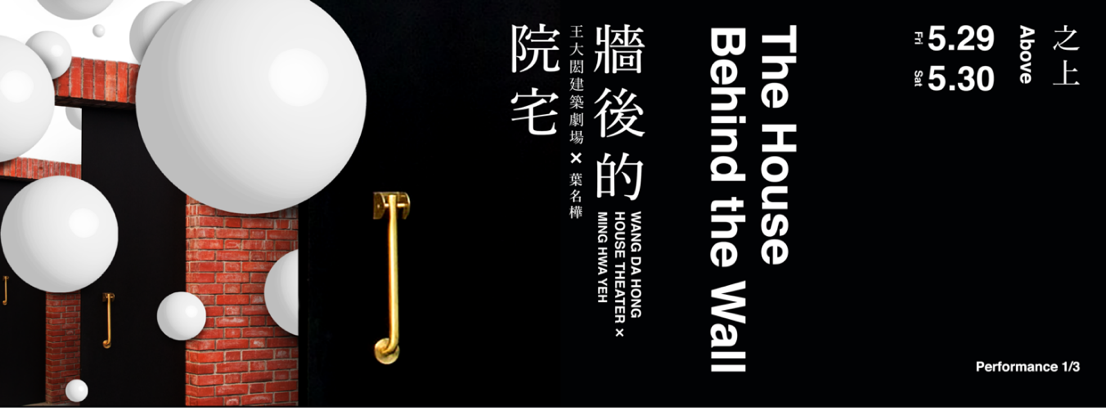 之上
Above
Fri 5.29
Sat 5.30
The House
Behind the Wall
牆後的
院宅
王大閎建築劇場 × 葉名樺
WANG DA HONG
HOUSE THEATER ×
MING HWA YEH
Performance 1/3